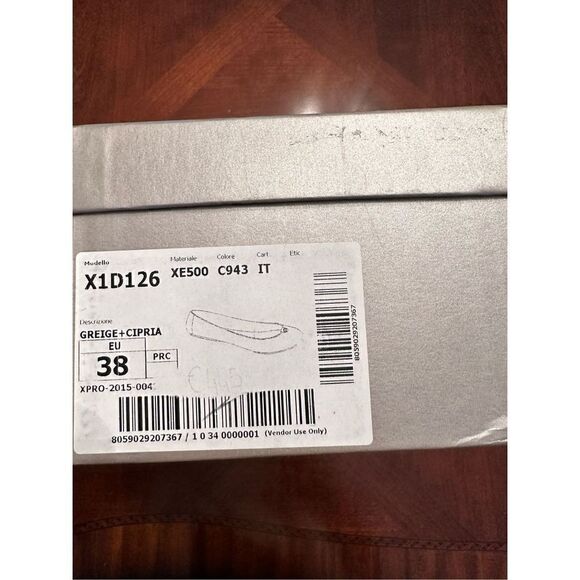 Modello Materiale Colore Cart Etic
X1D126 XE500 C943 IT
Descrizione
GREIGE+CIPRIA
EU
38 PRC
XPRO-2015-004
8059029207367 / 1 0 34 0000001 (Vendor Use Only)
8059029207367